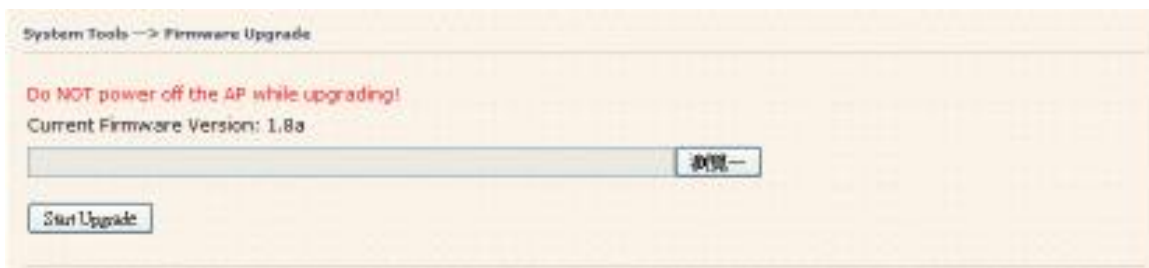 System Tools —> Firmware Upgrade
Do NOT power off the AP while upgrading!
Current Firmware Version: 1.8a
Start Upgrade